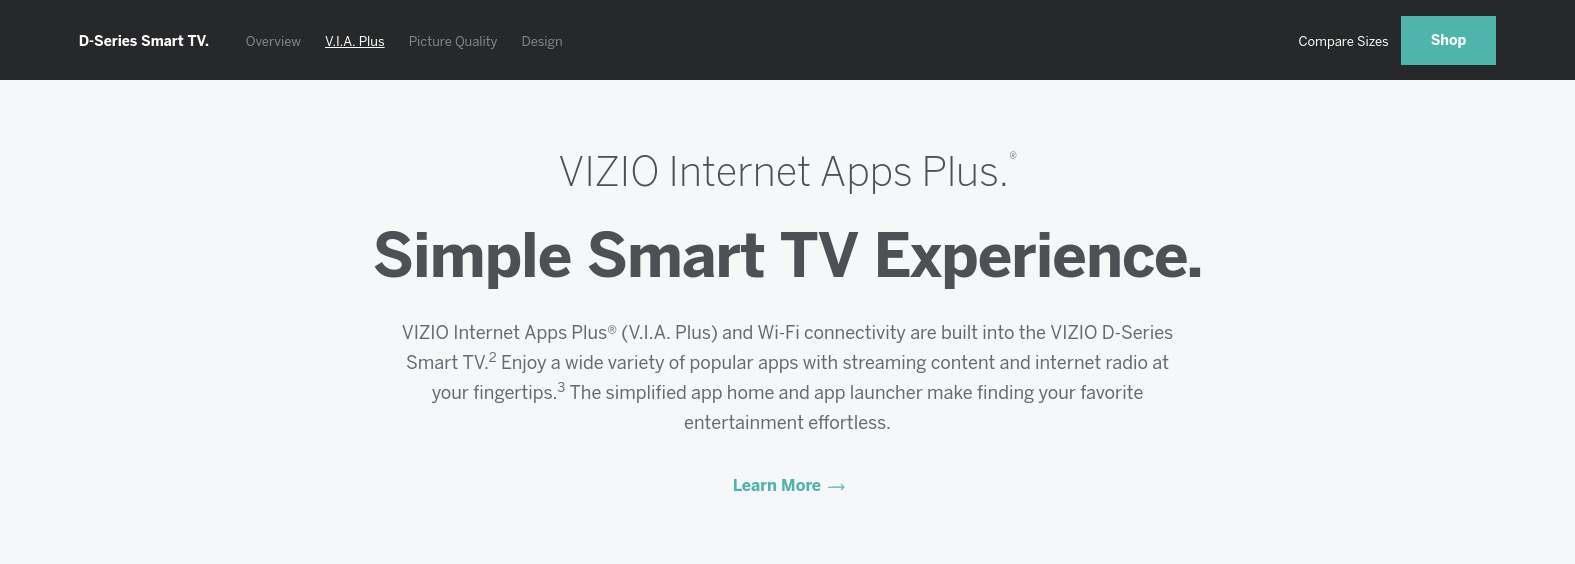 D-Series Smart TV. Overview V.I.A. Plus Picture Quality Design Compare Sizes Shop
VIZIO Internet Apps Plus.®
Simple Smart TV Experience.
VIZIO Internet Apps Plus® (V.I.A. Plus) and Wi-Fi connectivity are built into the VIZIO D-Series
Smart TV.2 Enjoy a wide variety of popular apps with streaming content and internet radio at
your fingertips.3 The simplified app home and app launcher make finding your favorite
entertainment effortless.
Learn More →